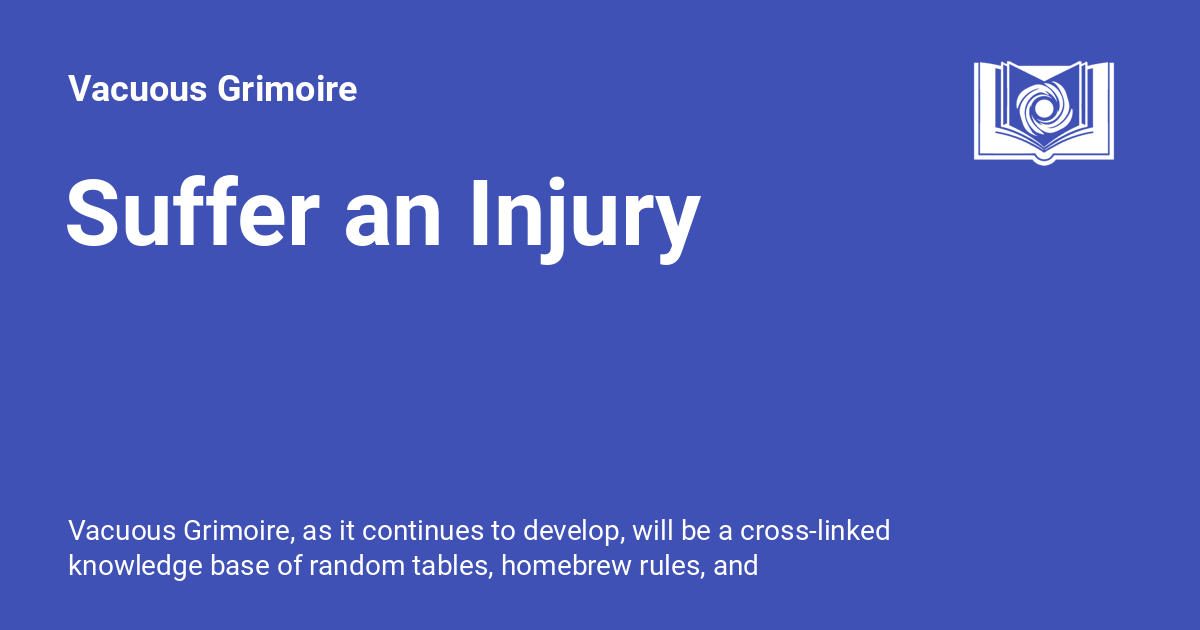 Vacuous Grimoire
Suffer an Injury
Vacuous Grimoire, as it continues to develop, will be a cross-linked
knowledge base of random tables, homebrew rules, and